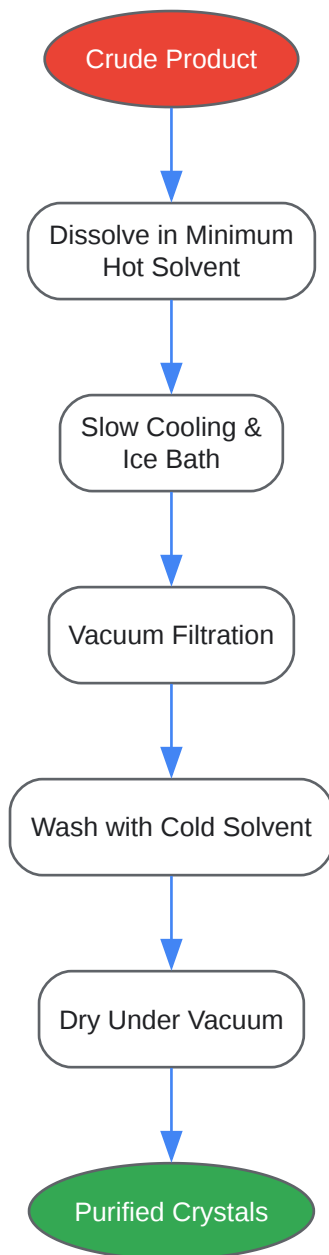 Crude Product
Dissolve in Minimum
Hot Solvent
Slow Cooling &
Ice Bath
Vacuum Filtration
Wash with Cold Solvent
Dry Under Vacuum
Purified Crystals